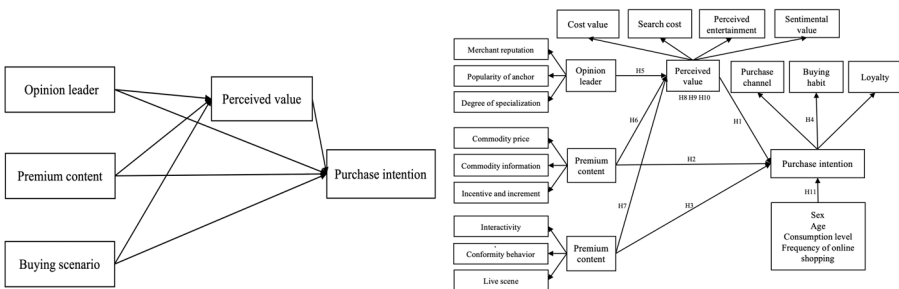 Opinion leader
Premium content
Buying scenario
Perceived value
Purchase intention
Cost value
Search cost
Perceived
entertainment
Sentimental
value
Merchant reputation
Popularity of anchor
Degree of specialization
Opinion
leader
H5
Perceived
value
H8 H9 H10
Purchase
channel
Buying
habit
Loyalty
H6
H1
H4
Commodity price
Commodity information
Incentive and increment
Premium
content
H2
Purchase intention
H7
H3
H11
Interactivity
Conformity behavior
Live scene
Premium
content
Sex
Age
Consumption level
Frequency of online
shopping